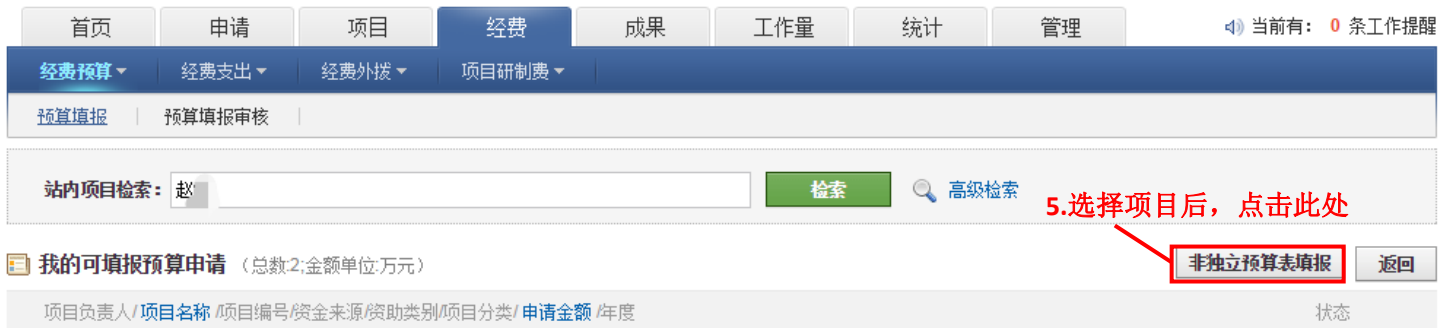 首页 申请 项目 经费 成果 工作量 统计 管理 当前有： 0 条工作提醒
经费预算 经费支出 经费外拨 项目研制费
预算填报 预算填报审核
站内项目检索： 赵 检索 高级检索
5.选择项目后，点击此处
我的可填报预算申请 （总数:2;金额单位:万元） 非独立预算表填报 返回
项目负责人/项目名称 /项目编号/资金来源/资助类别/项目分类/ 申请金额 /年度 状态